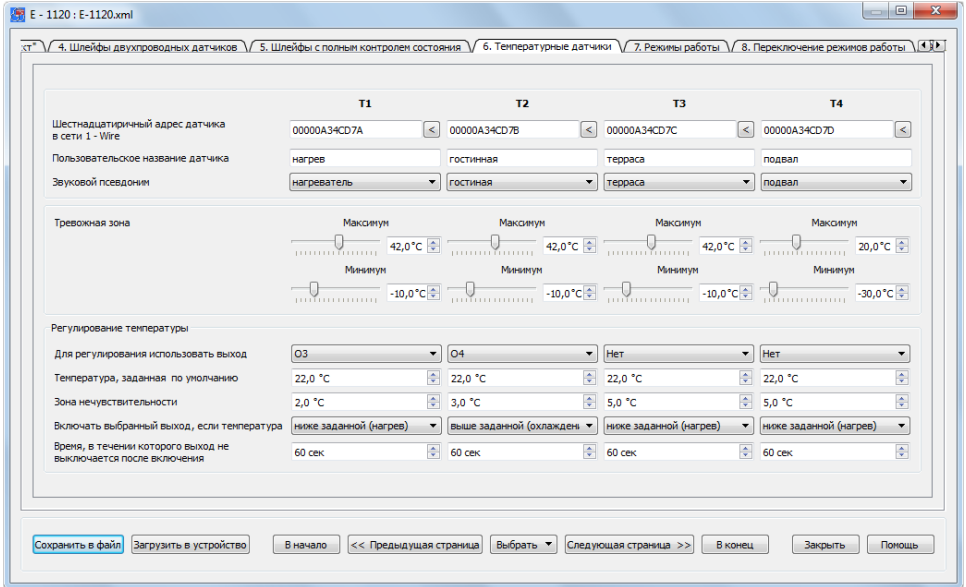 E - 1120 : E-1120.xml
кт" 4. Шлейфы двухпроводных датчиков 5. Шлейфы с полным контролем состояния 6. Температурные датчики 7. Режимы работы 8. Переключение режимов работы
T1 T2 T3 T4
Шестнадцатиричный адрес датчика
в сети 1 - Wire
00000A34CD7A < 00000A34CD7B < 00000A34CD7C < 00000A34CD7D <
Пользовательское название датчика нагрев гостинная терраса подвал
Звуковой псевдоним нагреватель гостиная терраса подвал
Тревожная зона Максимум Максимум Максимум Максимум
42,0°C 42,0°C 42,0°C 20,0°C
Минимум Минимум Минимум Минимум
-10,0°C -10,0°C -10,0°C -30,0°C
Регулирование температуры
Для регулирования использовать выход O3 O4 Нет Нет
Температура, заданная по умолчанию 22,0 °C 22,0 °C 22,0 °C 22,0 °C
Зона нечувствительности 2,0 °C 3,0 °C 5,0 °C 5,0 °C
Включать выбранный выход, если температура ниже заданной (нагрев) выше заданной (охлаждени ниже заданной (нагрев) ниже заданной (нагрев)
Время, в течении которого выход не
выключается после включения
60 сек 60 сек 60 сек 60 сек
Сохранить в файл Загрузить в устройство В начало << Предыдущая страница Выбрать Следующая страница >> В конец Закрыть Помощь